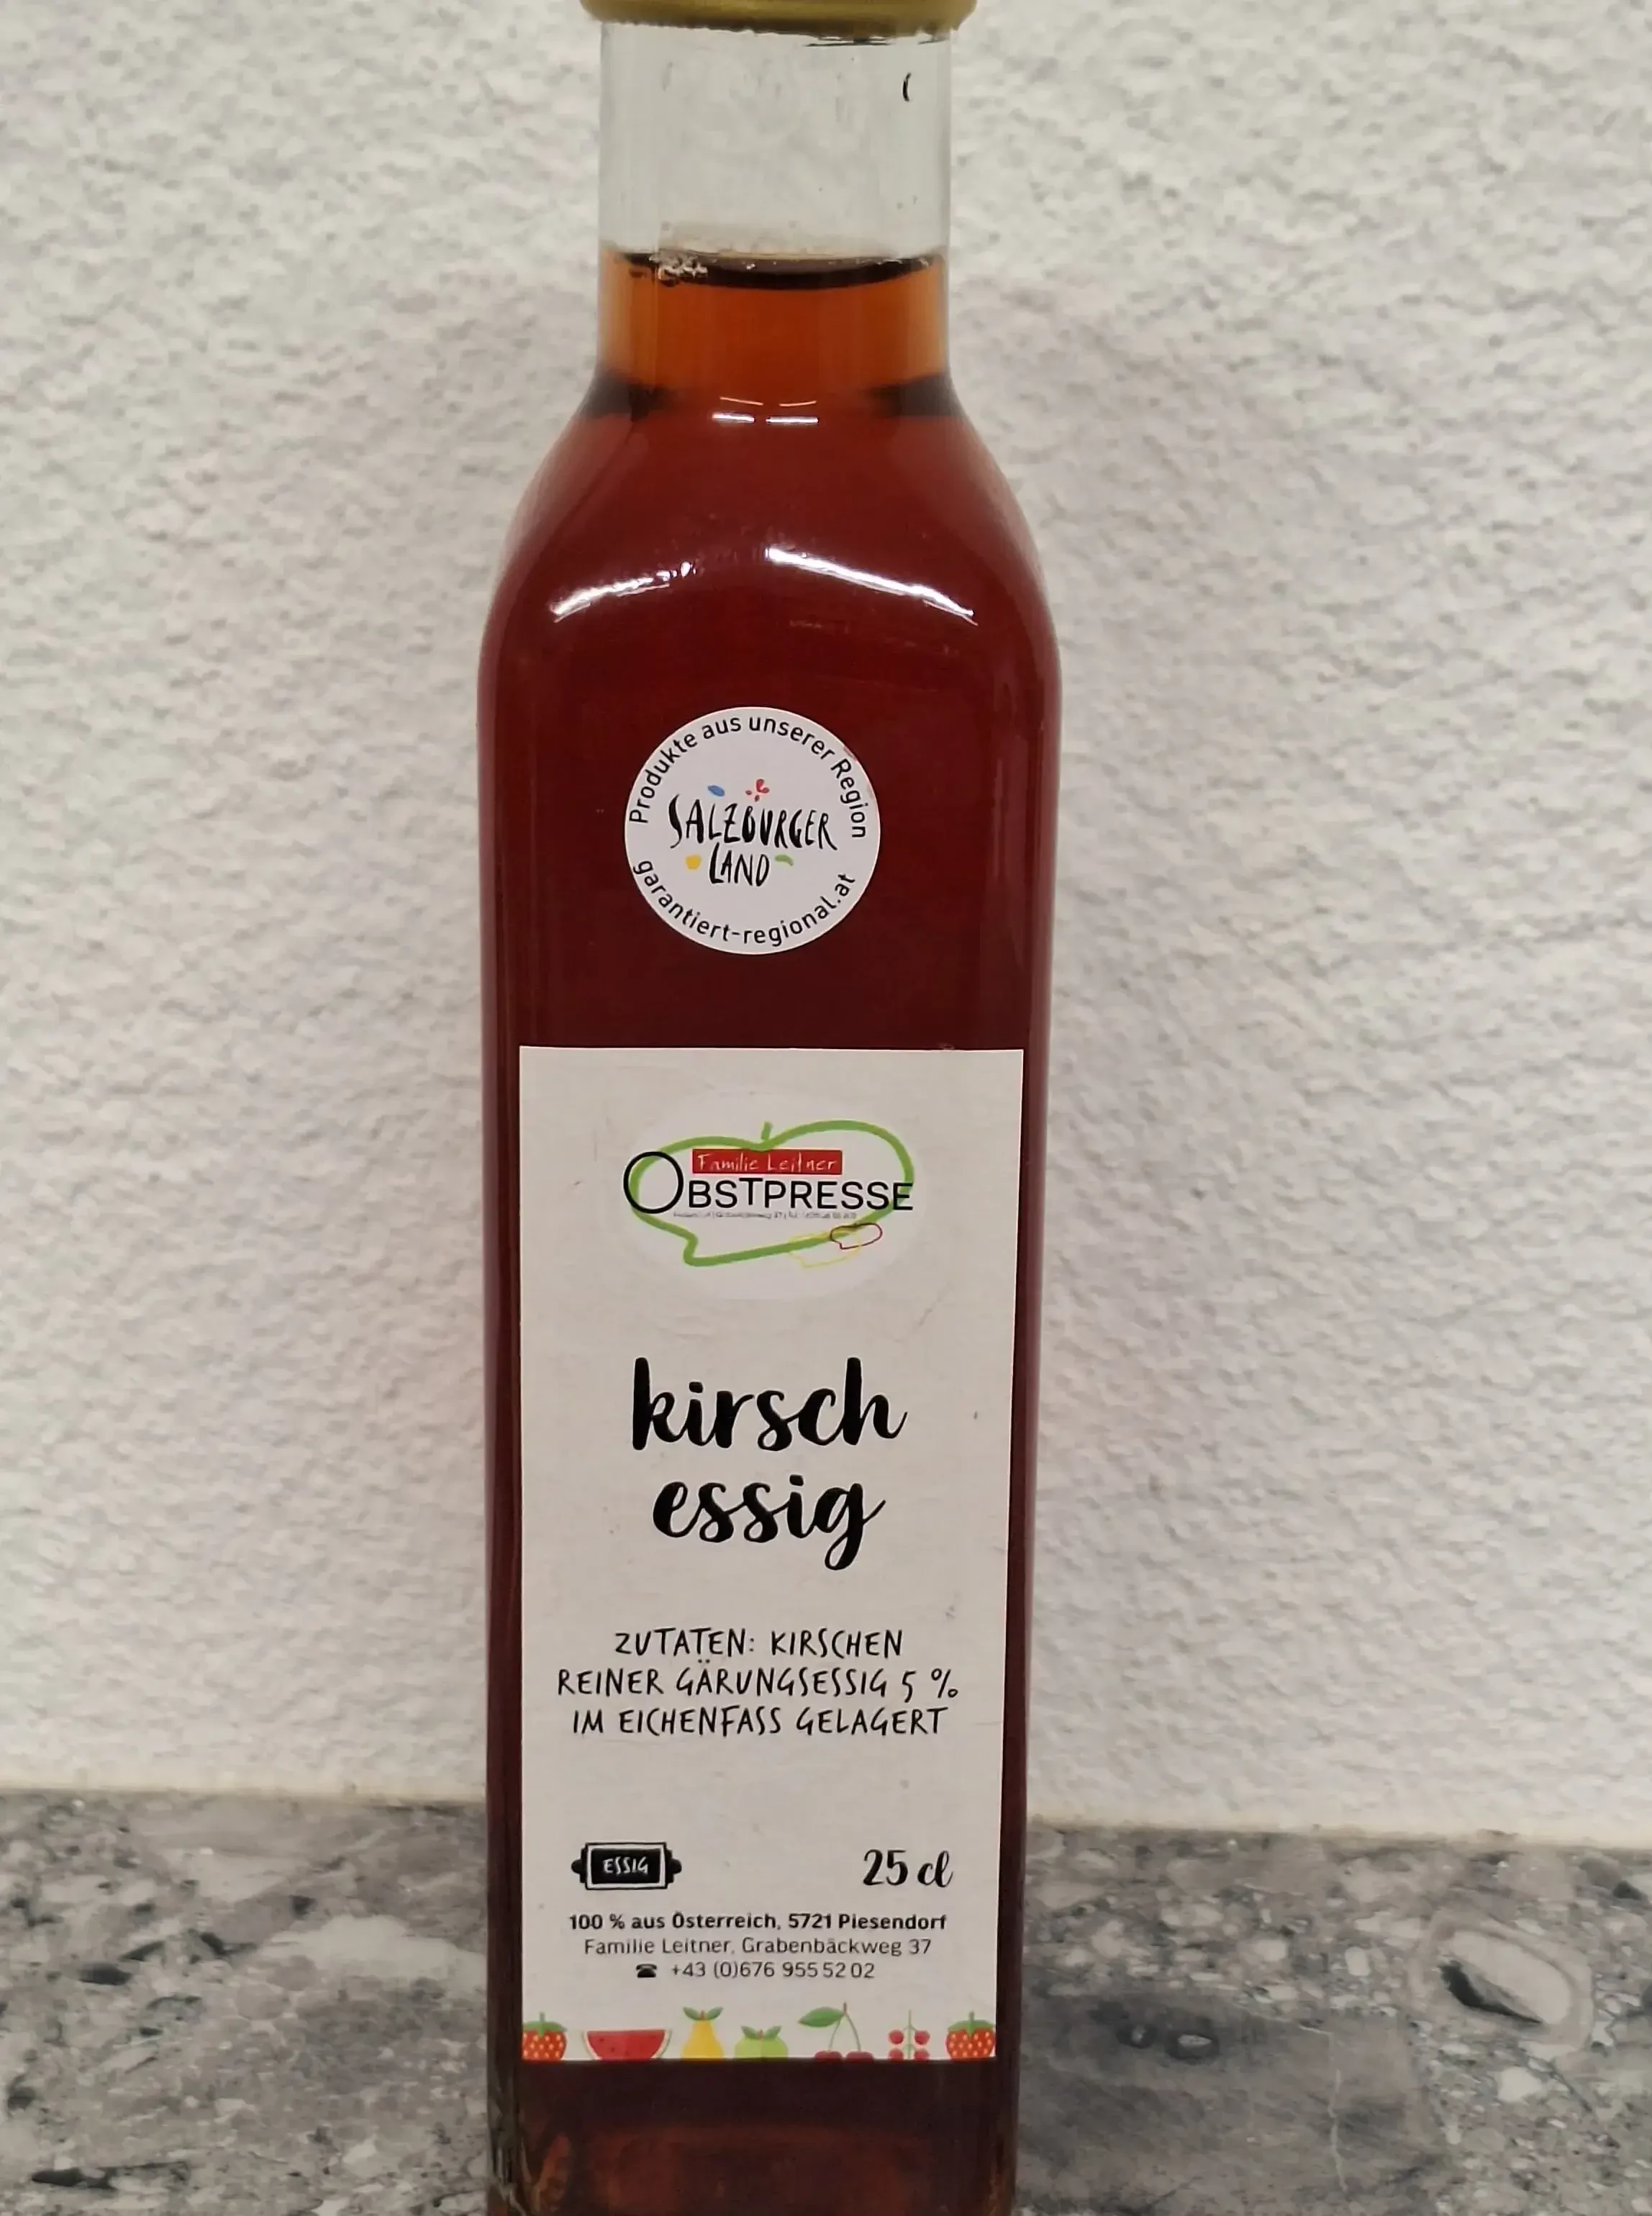 Produkte aus unserer Region
SALZBURGER
LAND
garantiert-regional.at
Familie Leitner
OBSTPRESSE
kirsch
essig
ZUTATEN: KIRSCHEN
REINER GÄRUNGSESSIG 5 %
IM EICHENFASS GELAGERT
ESSIG
25 cl
100 % aus Österreich, 5721 Piesendorf
Familie Leitner, Grabenbäckweg 37
☎ +43 (0)676 955 52 02